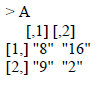 > A
[,1] [,2]
[1,] "8" "16"
[2,] "9" "2"